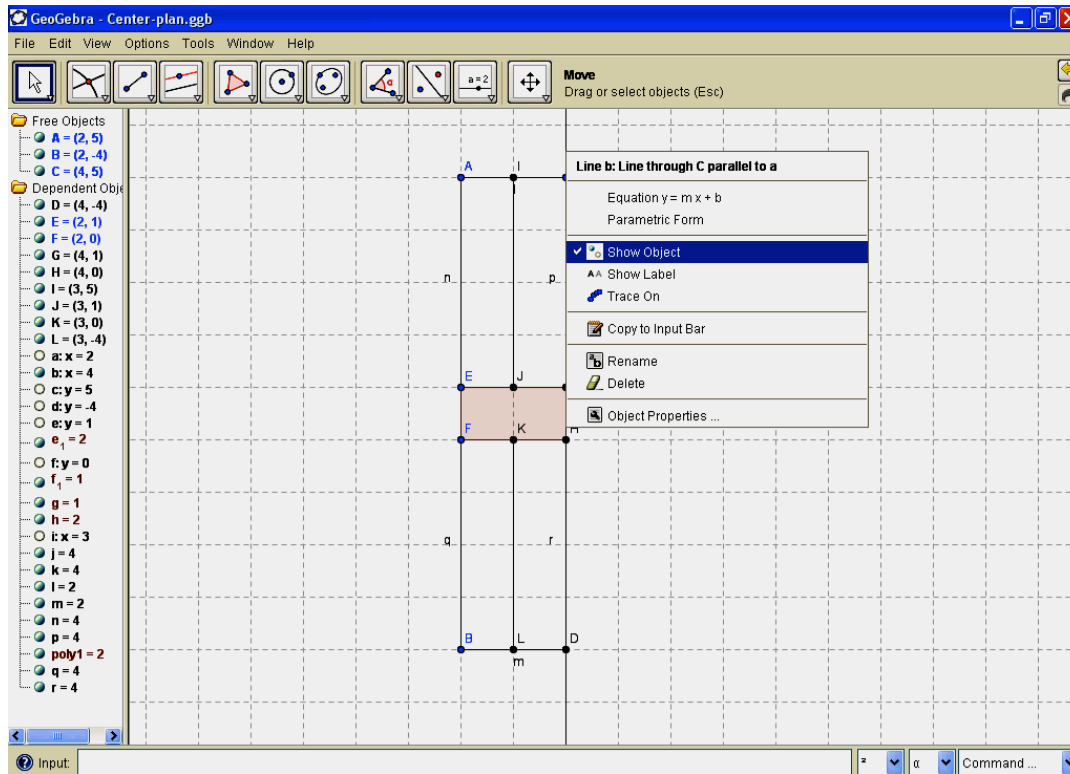 GeoGebra - Center-plan.ggb
File Edit View Options Tools Window Help
α a=2 Move
Drag or select objects (Esc)
Free Objects
A = (2, 5)
B = (2, -4)
C = (4, 5)
Dependent Obje
D = (4, -4)
E = (2, 1)
F = (2, 0)
G = (4, 1)
H = (4, 0)
I = (3, 5)
J = (3, 1)
K = (3, 0)
L = (3, -4)
a: x = 2
b: x = 4
c: y = 5
d: y = -4
e: y = 1
e1 = 2
f: y = 0
f1 = 1
g = 1
h = 2
i: x = 3
j = 4
k = 4
l = 2
m = 2
n = 4
p = 4
poly1 = 2
q = 4
r = 4
A I
l
n p
E J
F K H
q r
B L D
m
Line b: Line through C parallel to a
Equation y = m x + b
Parametric Form
Show Object
AA Show Label
Trace On
Copy to Input Bar
ab Rename
Delete
Object Properties ...
Input: ² α Command ...